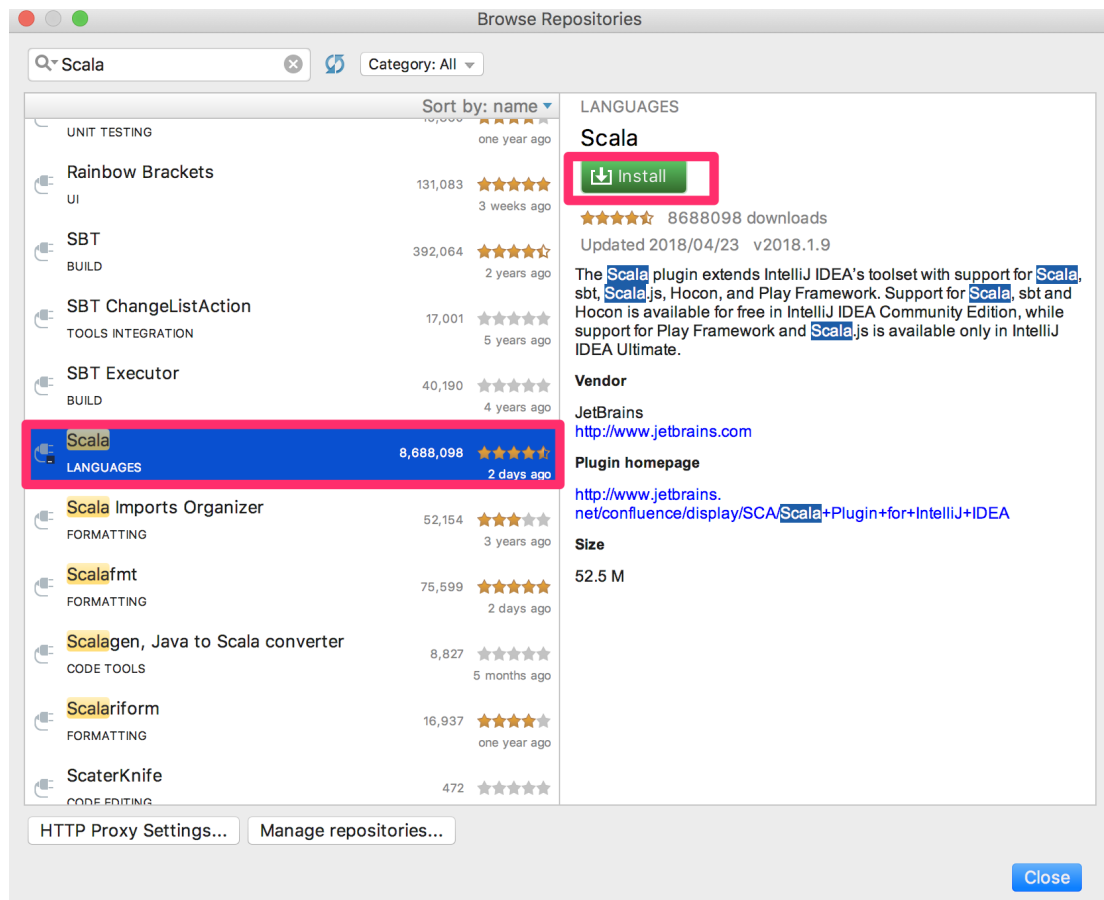 Browse Repositories
Scala
Category: All
Sort by: name
UNIT TESTING
one year ago
Rainbow Brackets
131,083
UI
3 weeks ago
SBT
392,064
BUILD
2 years ago
SBT ChangeListAction
17,001
TOOLS INTEGRATION
5 years ago
SBT Executor
40,190
BUILD
4 years ago
Scala
8,688,098
LANGUAGES
2 days ago
Scala Imports Organizer
52,154
FORMATTING
3 years ago
Scalafmt
75,599
FORMATTING
2 days ago
Scalagen, Java to Scala converter
8,827
CODE TOOLS
5 months ago
Scalariform
16,937
FORMATTING
one year ago
ScaterKnife
472
CODE EDITING
LANGUAGES
Scala
Install
8688098 downloads
Updated 2018/04/23 v2018.1.9
The Scala plugin extends IntelliJ IDEA's toolset with support for Scala,
sbt, Scala.js, Hocon, and Play Framework. Support for Scala, sbt and
Hocon is available for free in IntelliJ IDEA Community Edition, while
support for Play Framework and Scala.js is available only in IntelliJ
IDEA Ultimate.
Vendor
JetBrains
http://www.jetbrains.com
Plugin homepage
http://www.jetbrains.
net/confluence/display/SCA/Scala+Plugin+for+IntelliJ+IDEA
Size
52.5 M
HTTP Proxy Settings...
Manage repositories...
Close